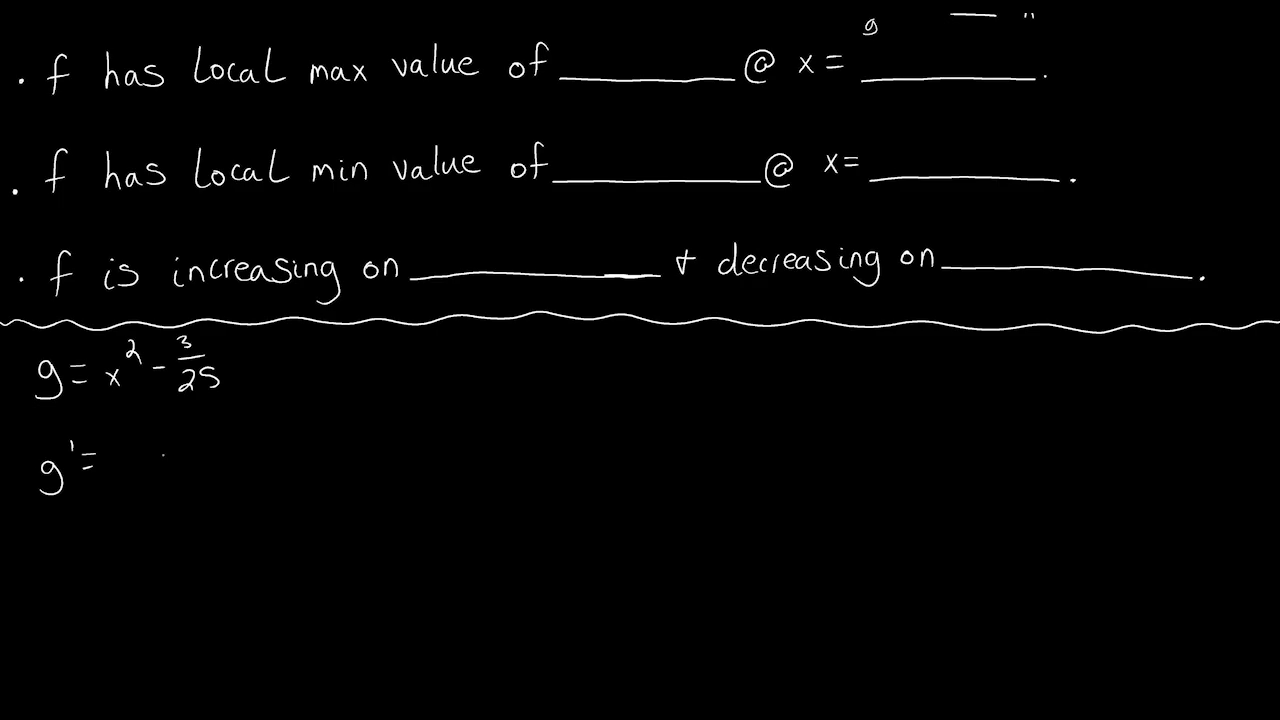 g — "
. f has local max value of ________ @ x = ________.
. f has local min value of ________ @ x= ________.
. f is increasing on ________ + decreasing on ________.
g = x² - 3/25
g' =